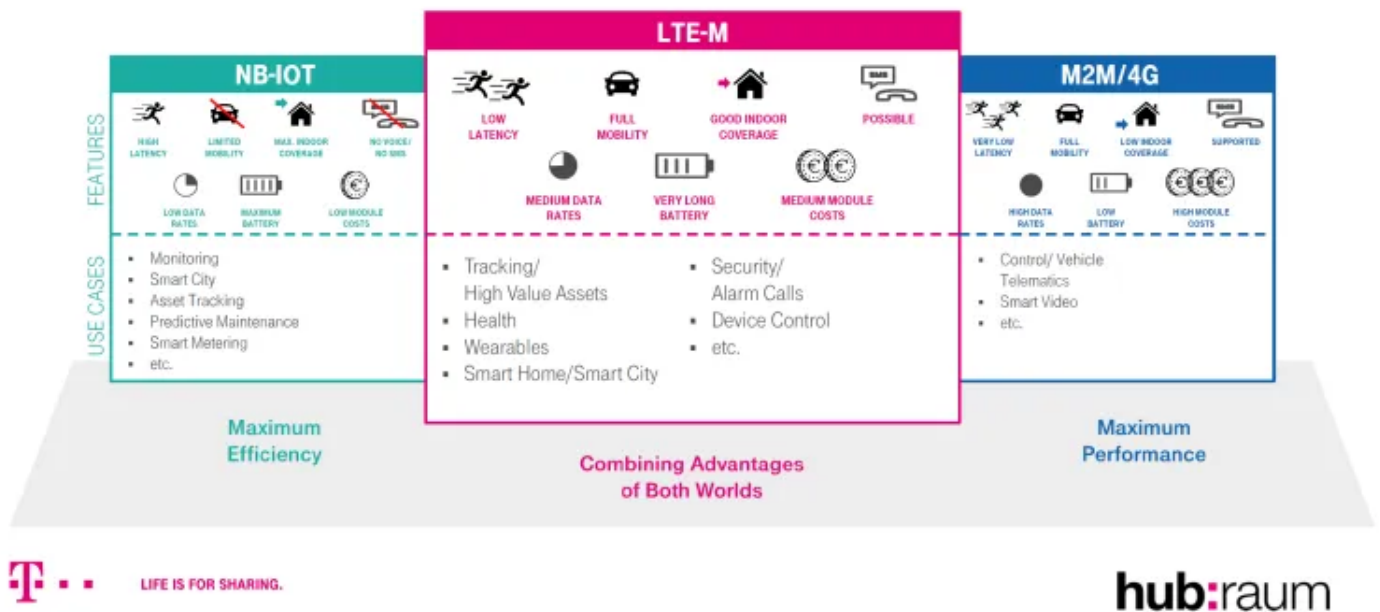 LTE-M
LOW
LATENCY
FULL
MOBILITY
GOOD INDOOR
COVERAGE
SMS
POSSIBLE
MEDIUM DATA
RATES
VERY LONG
BATTERY
MEDIUM MODULE
COSTS
▪ Tracking/
High Value Assets
▪ Health
▪ Wearables
▪ Smart Home/Smart City
▪ Security/
Alarm Calls
▪ Device Control
▪ etc.
Combining Advantages
of Both Worlds
FEATURES
USE CASES
NB-IOT
HIGH
LATENCY
LIMITED
MOBILITY
MAX. INDOOR
COVERAGE
NO VOICE/
NO SMS
LOW DATA
RATES
MAXIMUM
BATTERY
LOW MODULE
COSTS
▪ Monitoring
▪ Smart City
▪ Asset Tracking
▪ Predictive Maintenance
▪ Smart Metering
▪ etc.
Maximum
Efficiency
M2M/4G
VERY LOW
LATENCY
FULL
MOBILITY
LOW INDOOR
COVERAGE
SMS
SUPPORTED
HIGH DATA
RATES
LOW
BATTERY
HIGH MODULE
COSTS
▪ Control/ Vehicle
Telematics
▪ Smart Video
▪ etc.
Maximum
Performance
T
LIFE IS FOR SHARING.
hub:raum